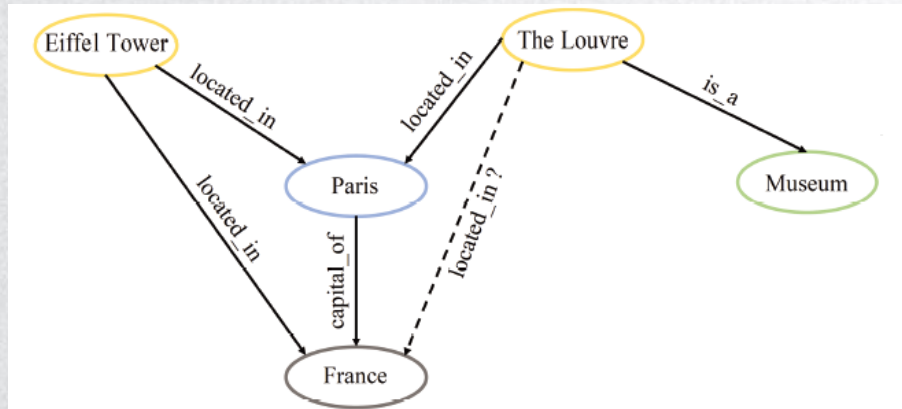 Eiffel Tower
The Louvre
located_in
located_in
is_a
located_in
Paris
Museum
capital_of
located_in ?
France